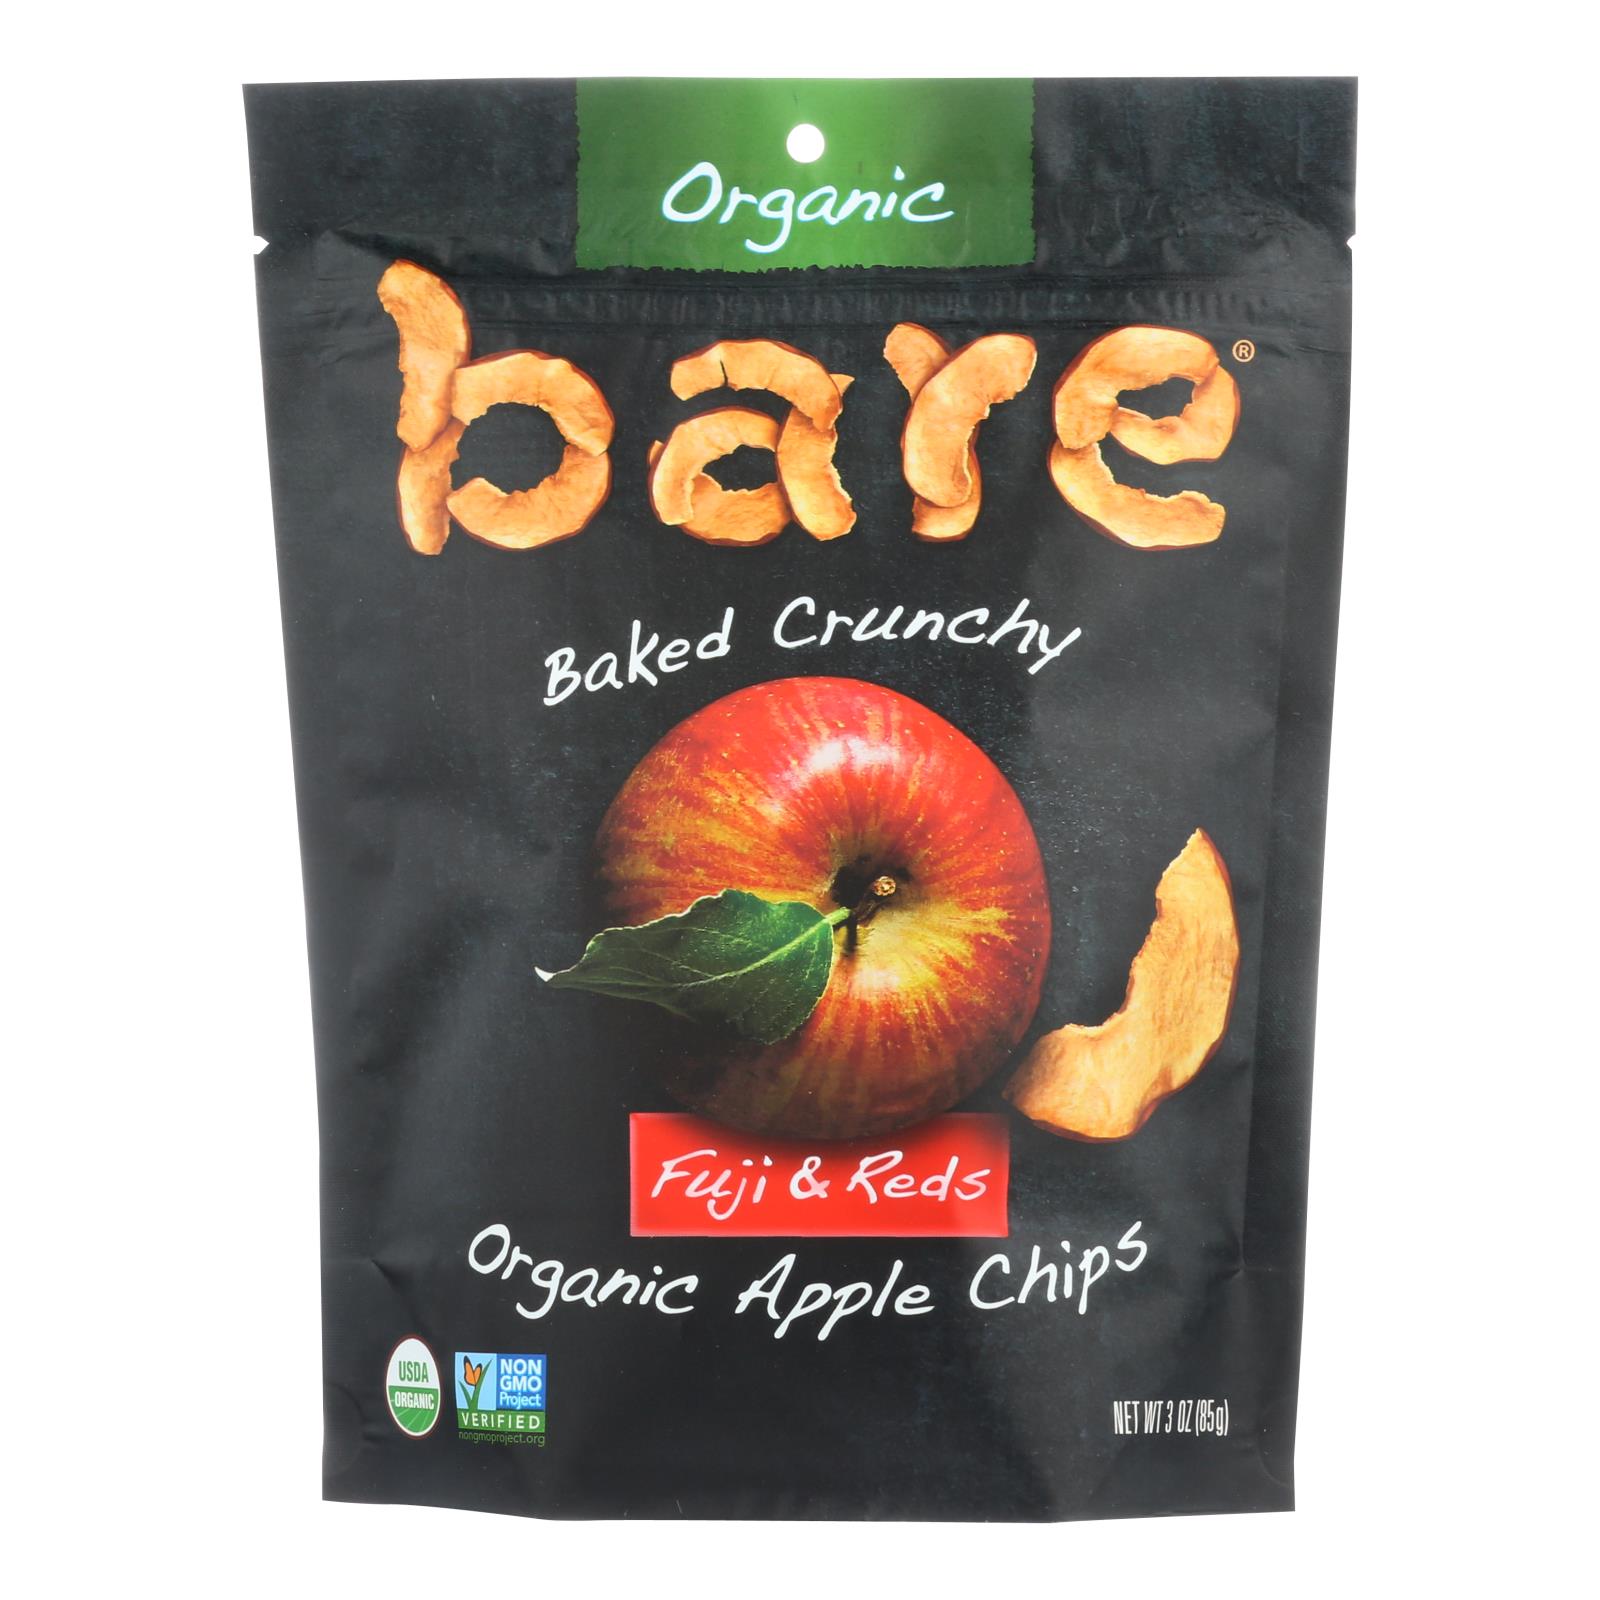 Organic
bare®
Baked Crunchy
Fuji & Reds
Organic Apple Chips
USDA
ORGANIC
NON
GMO
Project
VERIFIED
nongmoproject.org
NET WT 3 OZ (85g)